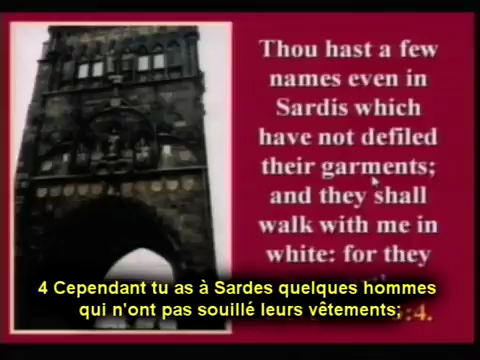 Thou hast a few
names even in
Sardis which
have not defiled
their garments;
and they shall
walk with me in
white: for they
:4.
4 Cependant tu as à Sardes quelques hommes
qui n'ont pas souillé leurs vêtements;